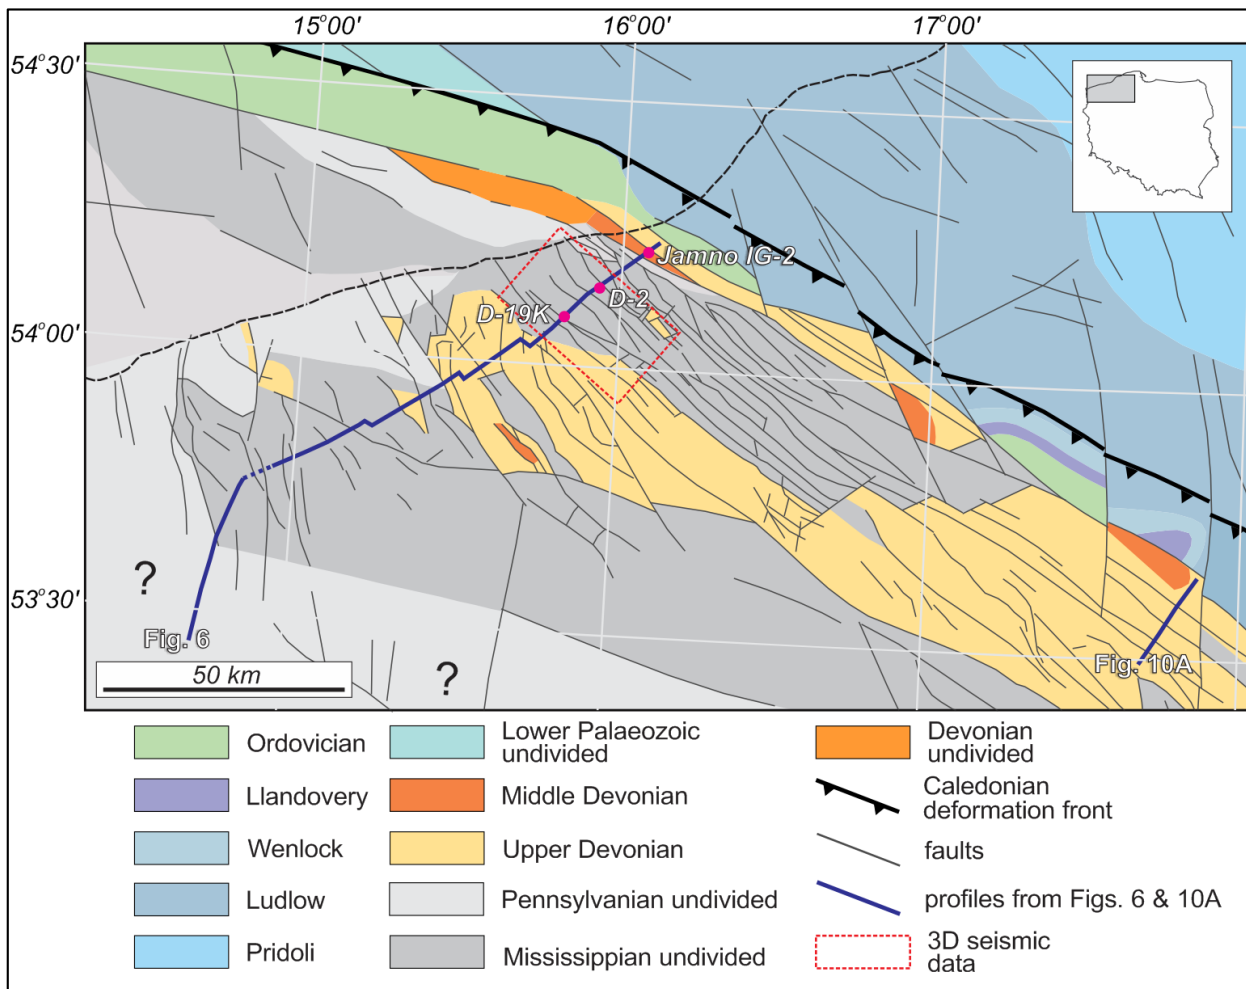 15°00'
16°00'
17°00'
54°30'
54°00'
53°30'
Jamno IG-2
D-2
D-19K
?
Fig. 6
?
Fig. 10A
50 km
Ordovician
Llandovery
Wenlock
Ludlow
Pridoli
Lower Palaeozoic
undivided
Middle Devonian
Upper Devonian
Pennsylvanian undivided
Mississippian undivided
Devonian
undivided
Caledonian
deformation front
faults
profiles from Figs. 6 & 10A
3D seismic
data